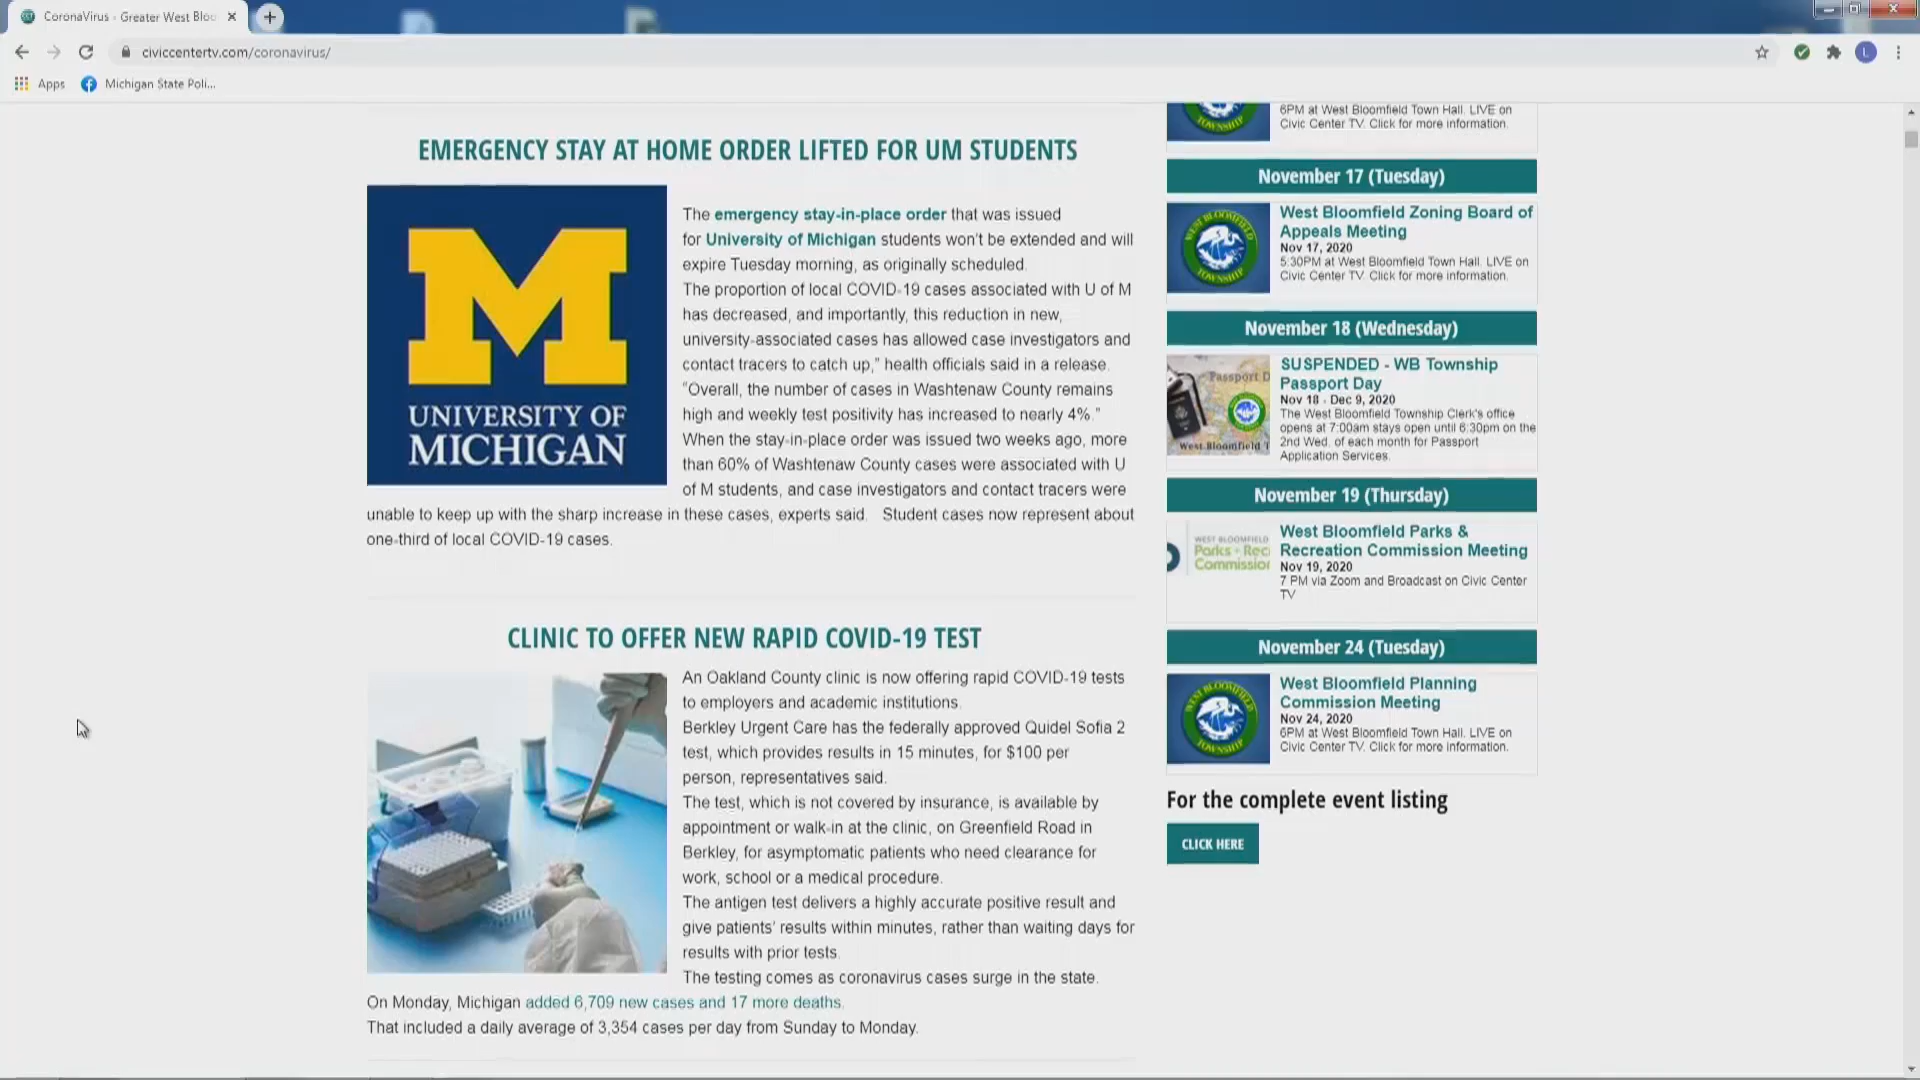 CoronaVirus - Greater West Bloo
civiccentertv.com/coronavirus/
L
Apps
Michigan State Poli...
EMERGENCY STAY AT HOME ORDER LIFTED FOR UM STUDENTS
UNIVERSITY OF
MICHIGAN
The emergency stay-in-place order that was issued
for University of Michigan students won't be extended and will
expire Tuesday morning, as originally scheduled.
The proportion of local COVID-19 cases associated with U of M
has decreased, and importantly, this reduction in new,
university-associated cases has allowed case investigators and
contact tracers to catch up,” health officials said in a release.
“Overall, the number of cases in Washtenaw County remains
high and weekly test positivity has increased to nearly 4%.”
When the stay-in-place order was issued two weeks ago, more
than 60% of Washtenaw County cases were associated with U
of M students, and case investigators and contact tracers were
unable to keep up with the sharp increase in these cases, experts said. Student cases now represent about
one-third of local COVID-19 cases.
CLINIC TO OFFER NEW RAPID COVID-19 TEST
An Oakland County clinic is now offering rapid COVID-19 tests
to employers and academic institutions.
Berkley Urgent Care has the federally approved Quidel Sofia 2
test, which provides results in 15 minutes, for $100 per
person, representatives said.
The test, which is not covered by insurance, is available by
appointment or walk-in at the clinic, on Greenfield Road in
Berkley, for asymptomatic patients who need clearance for
work, school or a medical procedure.
The antigen test delivers a highly accurate positive result and
give patients’ results within minutes, rather than waiting days for
results with prior tests.
The testing comes as coronavirus cases surge in the state.
On Monday, Michigan added 6,709 new cases and 17 more deaths.
That included a daily average of 3,354 cases per day from Sunday to Monday.
TOWNSHIP
6PM at West Bloomfield Town Hall. LIVE on
Civic Center TV. Click for more information.
November 17 (Tuesday)
WEST BLOOMFIELD
TOWNSHIP
West Bloomfield Zoning Board of
Appeals Meeting
Nov 17, 2020
5:30PM at West Bloomfield Town Hall. LIVE on
Civic Center TV. Click for more information.
November 18 (Wednesday)
Passport D
West Bloomfield T
SUSPENDED - WB Township
Passport Day
Nov 18 - Dec 9, 2020
The West Bloomfield Township Clerk's office
opens at 7:00am stays open until 6:30pm on the
2nd Wed. of each month for Passport
Application Services.
November 19 (Thursday)
WEST BLOOMFIELD
Parks • Rec
Commission
West Bloomfield Parks &
Recreation Commission Meeting
Nov 19, 2020
7 PM via Zoom and Broadcast on Civic Center
TV
November 24 (Tuesday)
WEST BLOOMFIELD
TOWNSHIP
West Bloomfield Planning
Commission Meeting
Nov 24, 2020
6PM at West Bloomfield Town Hall. LIVE on
Civic Center TV. Click for more information.
For the complete event listing
CLICK HERE